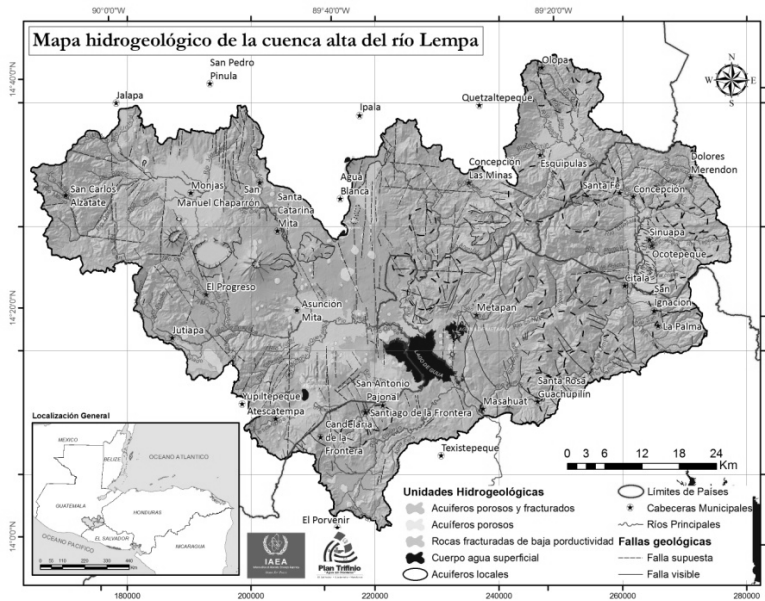 90°0'0"W
89°40'0"W
89°20'0"W
Mapa hidrogeológico de la cuenca alta del río Lempa
N
W
E
S
14°40'0"N
14°20'0"N
14°0'0"N
Olopa
San Pedro
Pinula
Jalapa
Ipala
Quetzaltepeque
Esquipulas
Concepción
Las Minas
Dolores
Merendon
Agua
Blanca
San Carlos
Alzatate
Monjas
San
Manuel Chaparrón
Santa
Catarina
Mita
Santa Fé
Concepción
Sinuapa
Ocotepeque
Citalá
San
Ignacion
La Palma
El Progreso
Asunción
Mita
Metapan
Jutiapa
LAGO DE GUIJA
Yupiltepeque
Atescatempa
San Antonio
Pajonal
Santiago de la Frontera
Masahuat
Santa Rosa
Guachupilín
Candelaria
de la
Frontera
Texistepeque
El Porvenir
Localización General
MEXICO
BELIZE
OCEANO ATLANTICO
GUATEMALA
HONDURAS
EL SALVADOR
NICARAGUA
OCEANO PACIFICO
IAEA
Plan Trifinio
0 3 6 12 18 24
Km
Unidades Hidrogeológicas
Acuíferos porosos y fracturados
Acuíferos porosos
Rocas fracturadas de baja porductividad
Cuerpo agua superficial
Acuíferos locales
Límites de Países
Cabeceras Municipales
Ríos Principales
Fallas geológicas
Falla supuesta
Falla visible
180000
200000
220000
240000
260000
280000